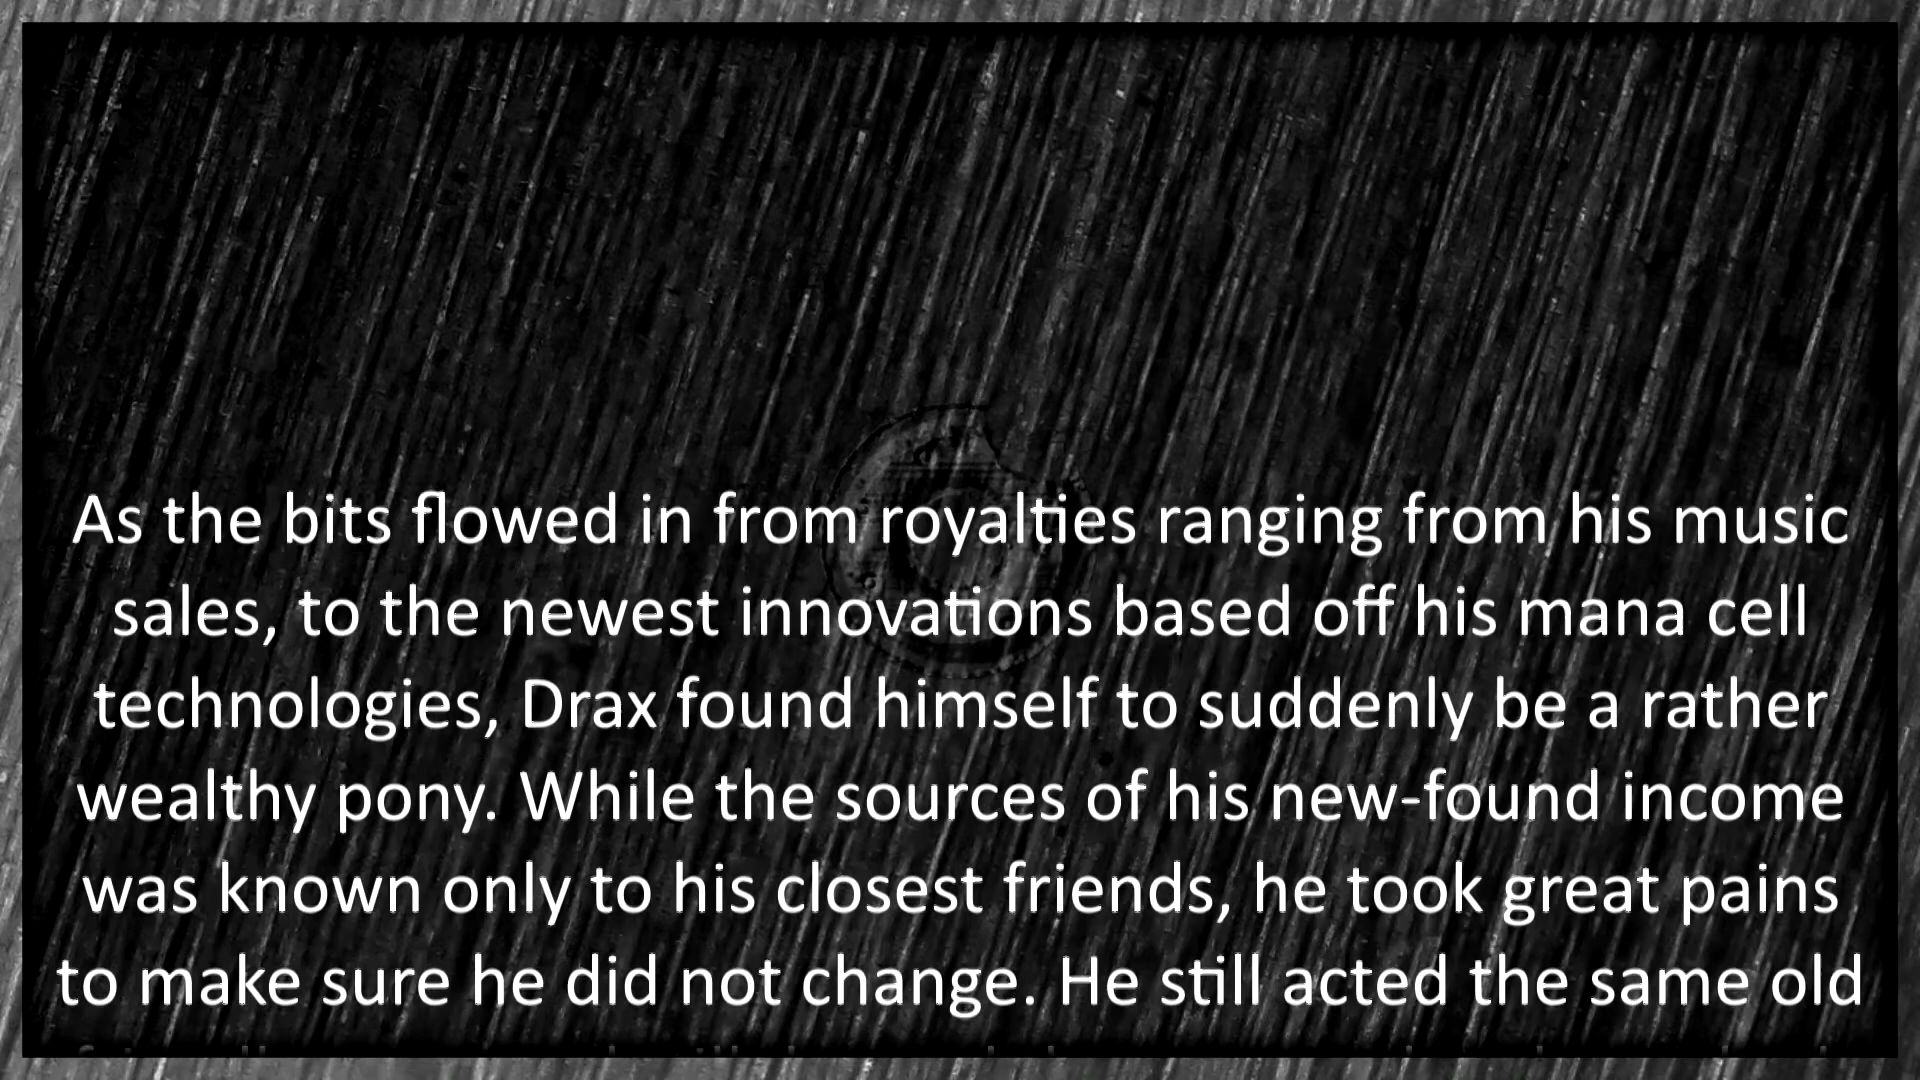 As the bits flowed in from royalties ranging from his music
sales, to the newest innovations based off his mana cell
technologies, Drax found himself to suddenly be a rather
wealthy pony. While the sources of his new-found income
was known only to his closest friends, he took great pains
to make sure he did not change. He still acted the same old